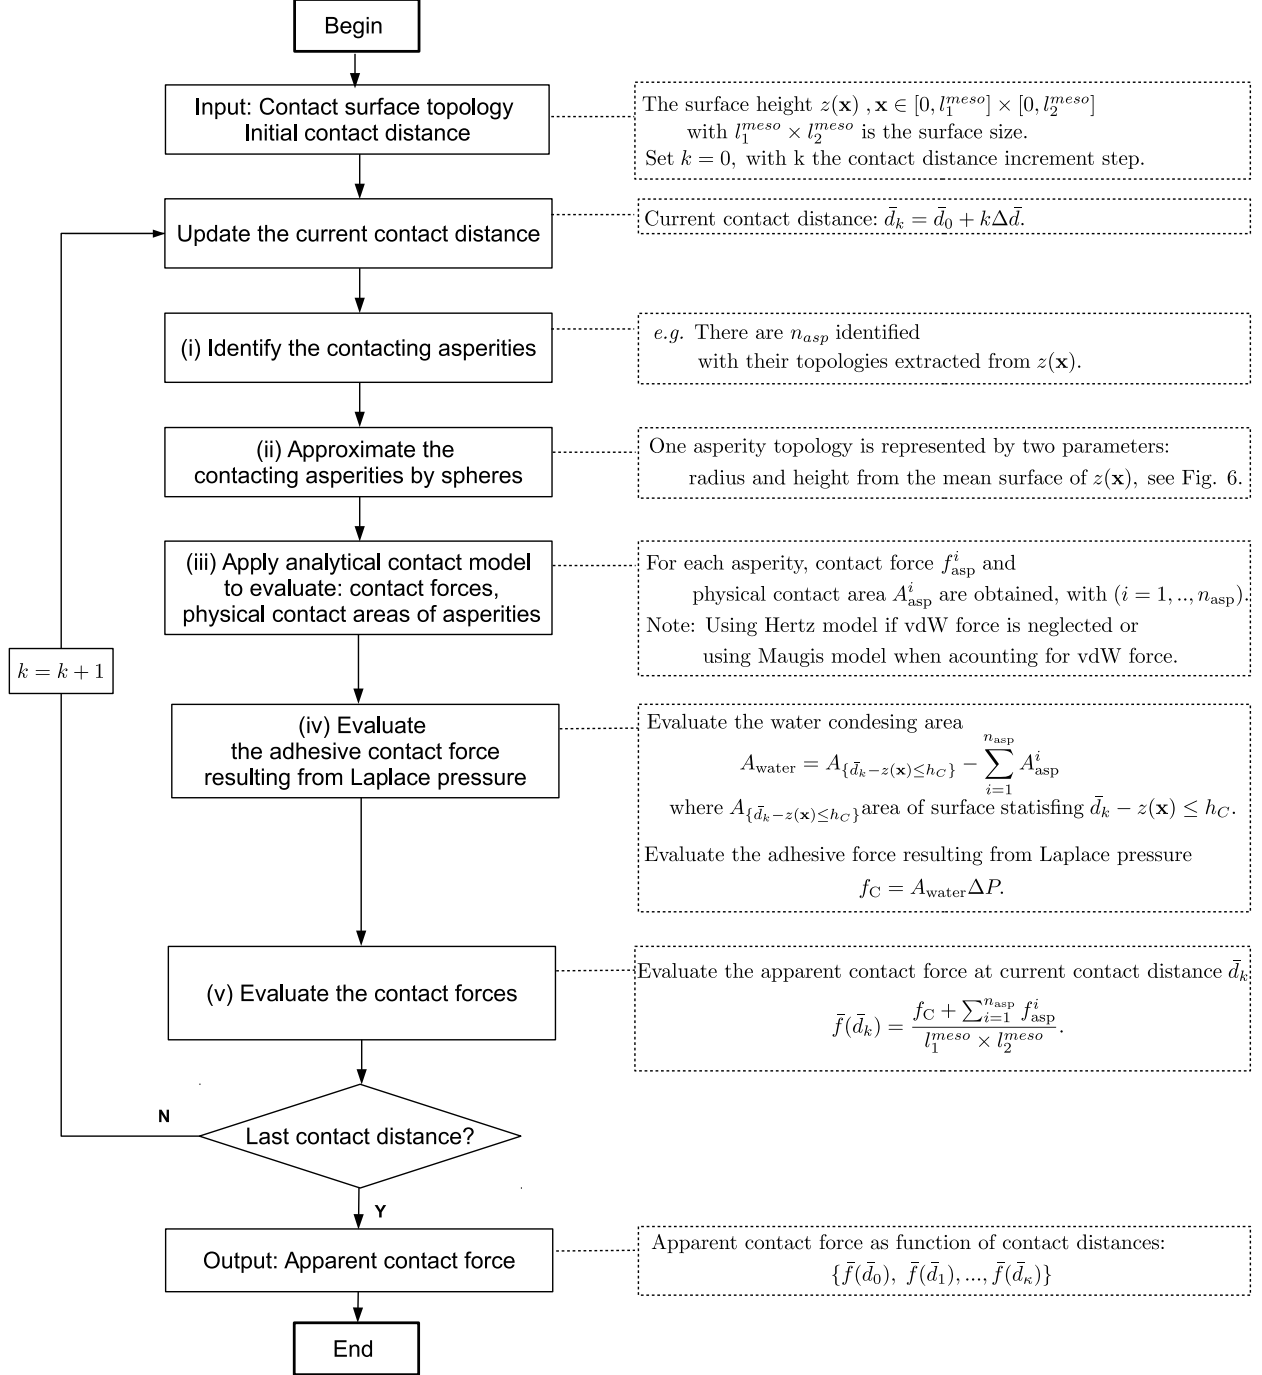 Begin
Input: Contact surface topology
Initial contact distance
The surface height z(x) , x ∈ [0, l_1^{meso}] × [0, l_2^{meso}]
with l_1^{meso} × l_2^{meso} is the surface size.
Set k = 0, with k the contact distance increment step.
Update the current contact distance
Current contact distance: d̄_k = d̄_0 + kΔd̄.
(i) Identify the contacting asperities
e.g. There are n_{asp} identified
with their topologies extracted from z(x).
(ii) Approximate the
contacting asperities by spheres
One asperity topology is represented by two parameters:
radius and height from the mean surface of z(x), see Fig. 6.
(iii) Apply analytical contact model
to evaluate: contact forces,
physical contact areas of asperities
For each asperity, contact force f_{asp}^i and
physical contact area A_{asp}^i are obtained, with (i = 1, .., n_{asp}).
Note: Using Hertz model if vdW force is neglected or
using Maugis model when acounting for vdW force.
k = k + 1
(iv) Evaluate
the adhesive contact force
resulting from Laplace pressure
Evaluate the water condesing area
A_{water} = A_{\{d̄_k−z(x)≤h_C\}} − \sum_{i=1}^{n_{asp}} A_{asp}^i
where A_{\{d̄_k−z(x)≤h_C\}} area of surface statisfing d̄_k − z(x) ≤ h_C.
Evaluate the adhesive force resulting from Laplace pressure
f_C = A_{water}ΔP.
(v) Evaluate the contact forces
Evaluate the apparent contact force at current contact distance d̄_k
f̄(d̄_k) = \frac{f_C + \sum_{i=1}^{n_{asp}} f_{asp}^i}{l_1^{meso} × l_2^{meso}}.
N
Last contact distance?
Y
Output: Apparent contact force
Apparent contact force as function of contact distances:
{f̄(d̄_0), f̄(d̄_1), ..., f̄(d̄_κ)}
End